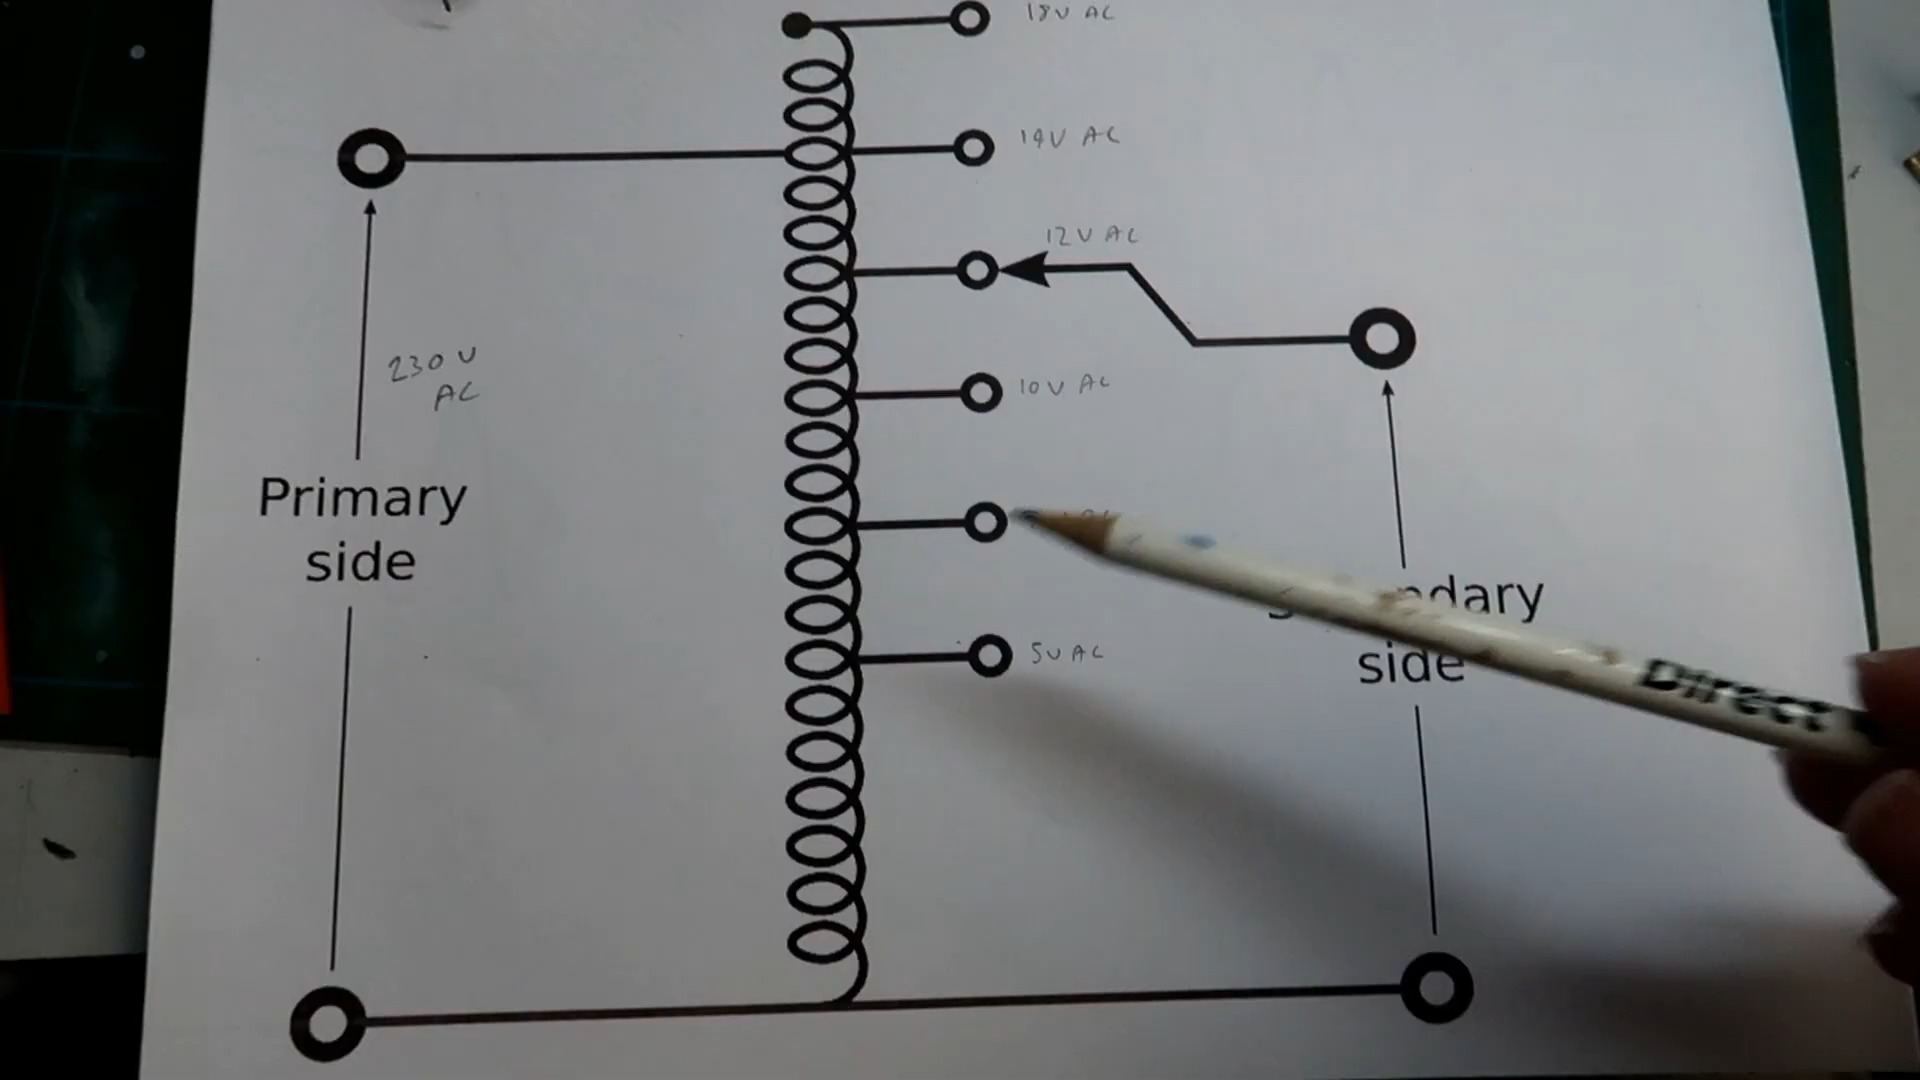 18V AC
14V AC
12V AC
230V
AC
10V AC
Primary
side
5V AC
side
Direct